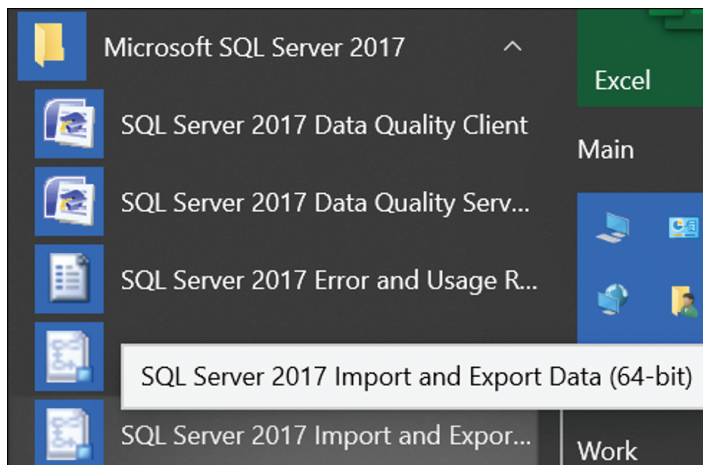 Microsoft SQL Server 2017
Excel
SQL Server 2017 Data Quality Client
Main
SQL Server 2017 Data Quality Serv...
SQL Server 2017 Error and Usage R...
SQL Server 2017 Import and Export Data (64-bit)
SQL Server 2017 Import and Expor...
Work